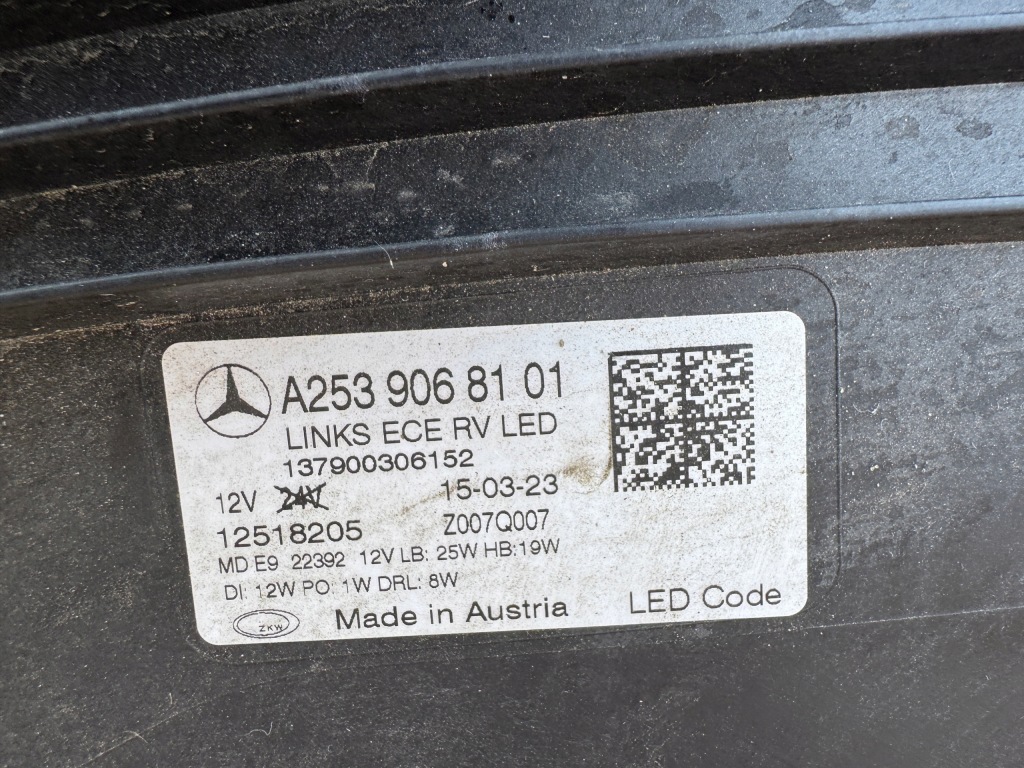 A253 906 81 01
LINKS ECE RV LED
137900306152
12V 24V 15-03-23
12518205 Z007Q007
MD E9 22392 12V LB: 25W HB:19W
DI: 12W PO: 1W DRL: 8W
ZKW Made in Austria LED Code